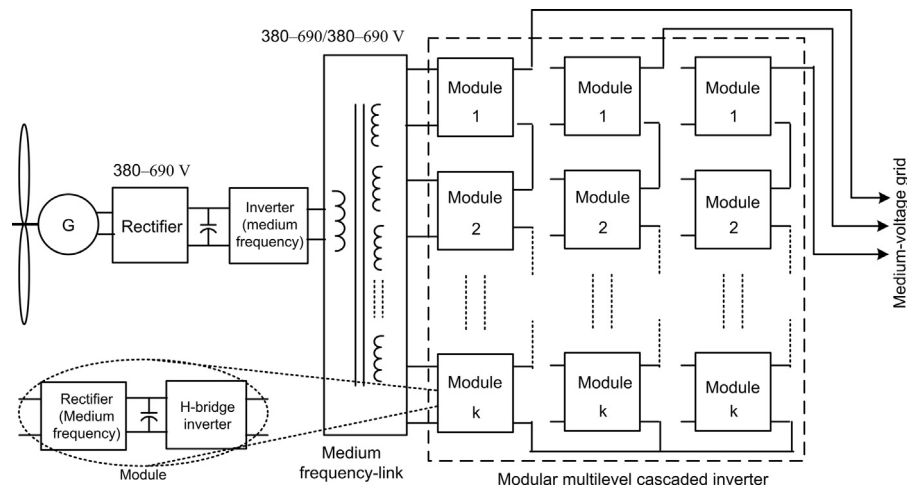 380–690/380–690 V
Module
1
Module
1
Module
1
380–690 V
G
Rectifier
Inverter
(medium
frequency)
Module
2
Module
2
Module
2
Medium-voltage grid
Rectifier
(Medium
frequency)
H-bridge
inverter
Module
Module
k
Module
k
Module
k
Medium
frequency-link
Modular multilevel cascaded inverter